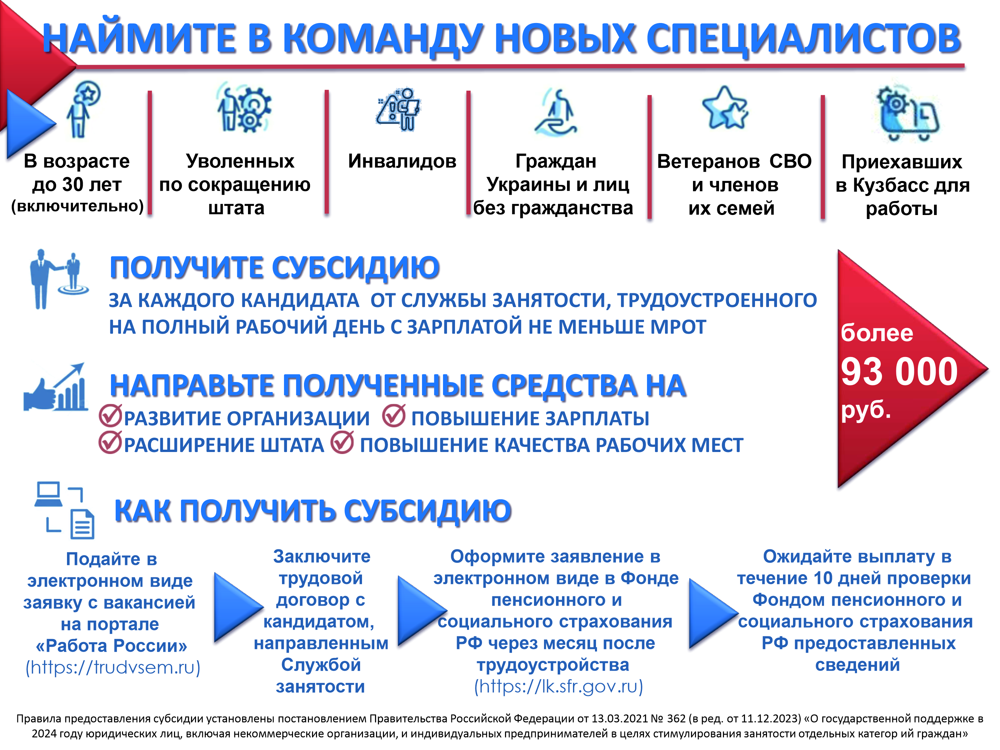 НАЙМИТЕ В КОМАНДУ НОВЫХ СПЕЦИАЛИСТОВ
В возрасте
до 30 лет
(включительно)
Уволенных
по сокращению
штата
Инвалидов
Граждан
Украины и лиц
без гражданства
Ветеранов СВО
и членов
их семей
Приехавших
в Кузбасс для
работы
ПОЛУЧИТЕ СУБСИДИЮ
ЗА КАЖДОГО КАНДИДАТА ОТ СЛУЖБЫ ЗАНЯТОСТИ, ТРУДОУСТРОЕННОГО
НА ПОЛНЫЙ РАБОЧИЙ ДЕНЬ С ЗАРПЛАТОЙ НЕ МЕНЬШЕ МРОТ
более
93 000
руб.
НАПРАВЬТЕ ПОЛУЧЕННЫЕ СРЕДСТВА НА
РАЗВИТИЕ ОРГАНИЗАЦИИ ПОВЫШЕНИЕ ЗАРПЛАТЫ
РАСШИРЕНИЕ ШТАТА ПОВЫШЕНИЕ КАЧЕСТВА РАБОЧИХ МЕСТ
КАК ПОЛУЧИТЬ СУБСИДИЮ
Подайте в
электронном виде
заявку с вакансией
на портале
«Работа России»
(https://trudvsem.ru)
Заключите
трудовой
договор с
кандидатом,
направленным
Службой
занятости
Оформите заявление в
электронном виде в Фонде
пенсионного и
социального страхования
РФ через месяц после
трудоустройства
(https://lk.sfr.gov.ru)
Ожидайте выплату в
течение 10 дней проверки
Фондом пенсионного и
социального страхования
РФ предоставленных
сведений
Правила предоставления субсидии установлены постановлением Правительства Российской Федерации от 13.03.2021 № 362 (в ред. от 11.12.2023) «О государственной поддержке в
2024 году юридических лиц, включая некоммерческие организации, и индивидуальных предпринимателей в целях стимулирования занятости отдельных категор ий граждан»